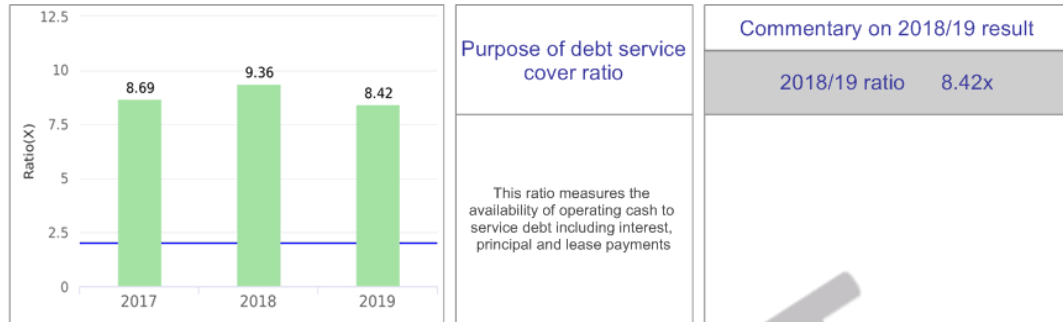 12.5
10
7.5
5
2.5
0
Ratio(X)
8.69
9.36
8.42
2017
2018
2019
Purpose of debt service
cover ratio
This ratio measures the
availability of operating cash to
service debt including interest,
principal and lease payments
Commentary on 2018/19 result
2018/19 ratio 8.42x